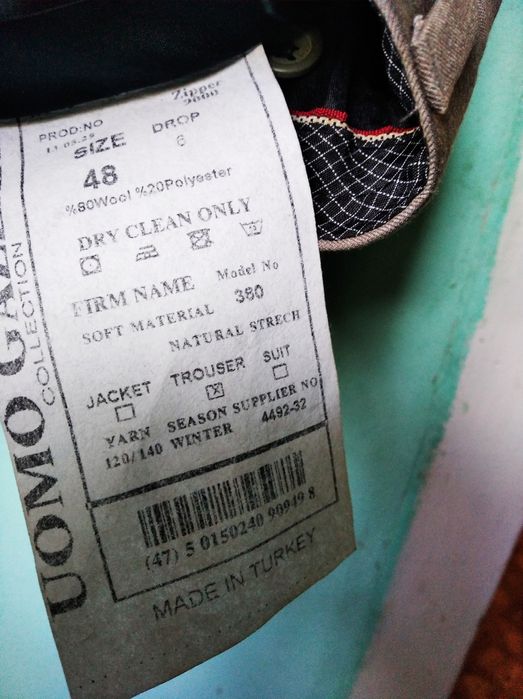 Zipper
9000
PROD:NO
SIZE DROP
48 6
%80Wool %20Polyester
DRY CLEAN ONLY
FIRM NAME Model No
SOFT MATERIAL 380
NATURAL STRECH
JACKET TROUSER SUIT
YARN SEASON SUPPLIER NO
120/140 WINTER 4492-32
(47) 5 0150240 90949 8
MADE IN TURKEY
UOMO
COLLECTION